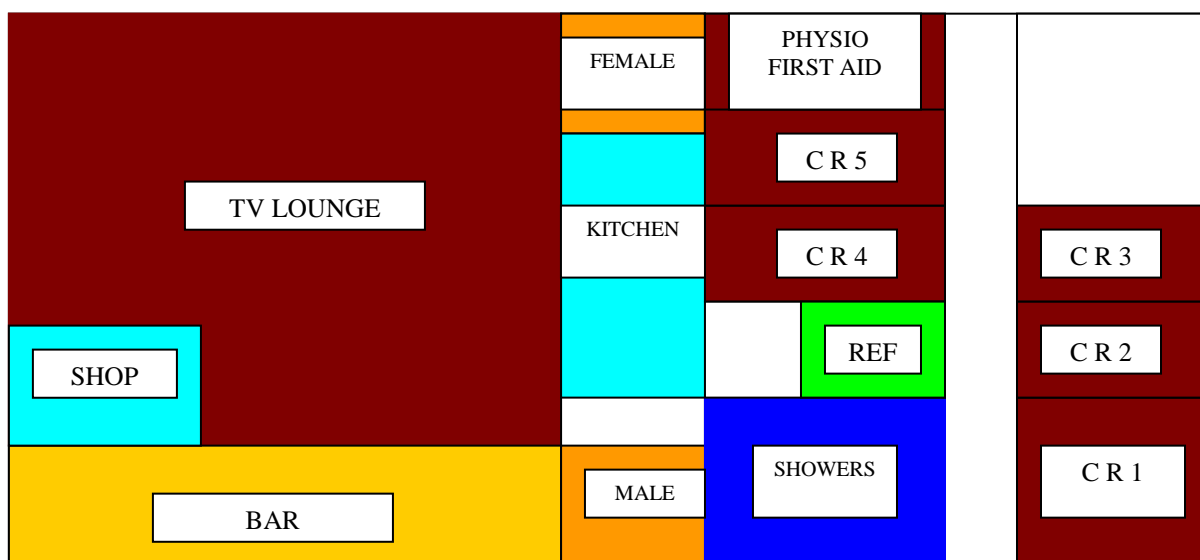 FEMALE
PHYSIO
FIRST AID
C R 5
TV LOUNGE
KITCHEN
C R 4
C R 3
SHOP
REF
C R 2
MALE
SHOWERS
C R 1
BAR